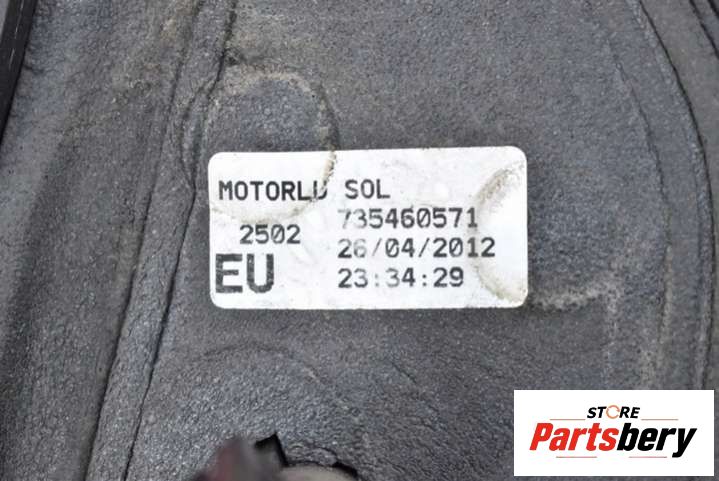 MOTORLU SOL
735460571
2502
26/04/2012
EU
23:34:29
STORE
Partsbery